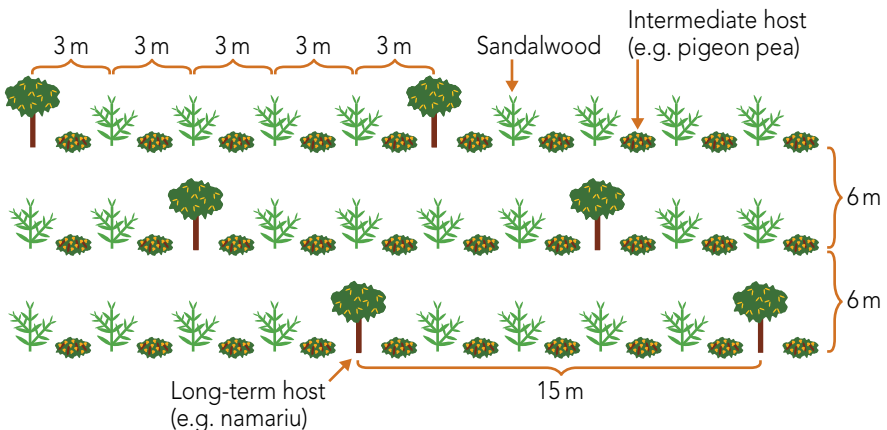 3 m
3 m
3 m
3 m
3 m
Sandalwood
Intermediate host
(e.g. pigeon pea)
6 m
6 m
Long-term host
(e.g. namariu)
15 m